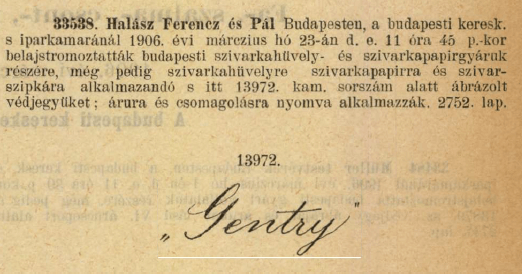 33538. Halász Ferencz és Pál Budapesten, a budapesti keresk.
s iparkamaránál 1906. évi márczius hó 23-án d. e. 11 óra 45 p.-kor
belajstromoztatták budapesti szivarkahüvely- és szivarkapapirgyáruk
részére, még pedig szivarkahüvelyre szivarkapapirra és szivar-
szipkára alkalmazandó s itt 13972. kam. sorszám alatt ábrázolt
védjegyüket; árura és csomagolásra nyomva alkalmazzák. 2752. lap.
13972.
„Gentry"